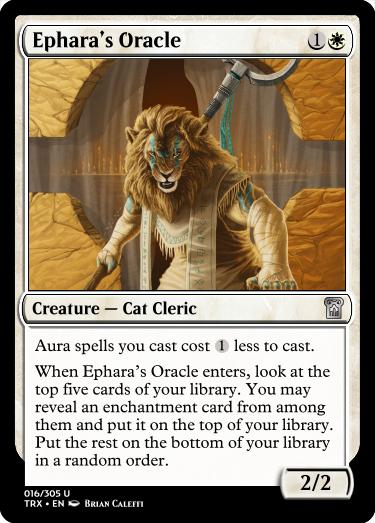 Ephara's Oracle 1
Creature — Cat Cleric
Aura spells you cast cost 1 less to cast.
When Ephara's Oracle enters, look at the
top five cards of your library. You may
reveal an enchantment card from among
them and put it on the top of your library.
Put the rest on the bottom of your library
in a random order.
2/2
016/305 U
TRX • EN Brian Caleffi